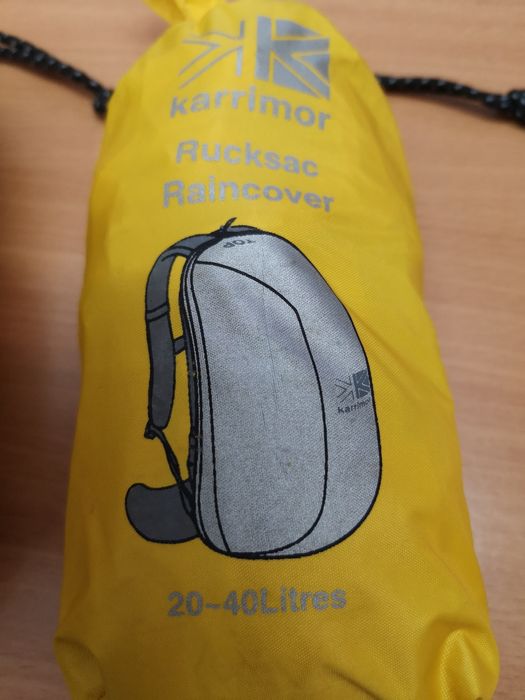 karrimor
Rucksac
Raincover
TOP
karrimor
20-40Litres